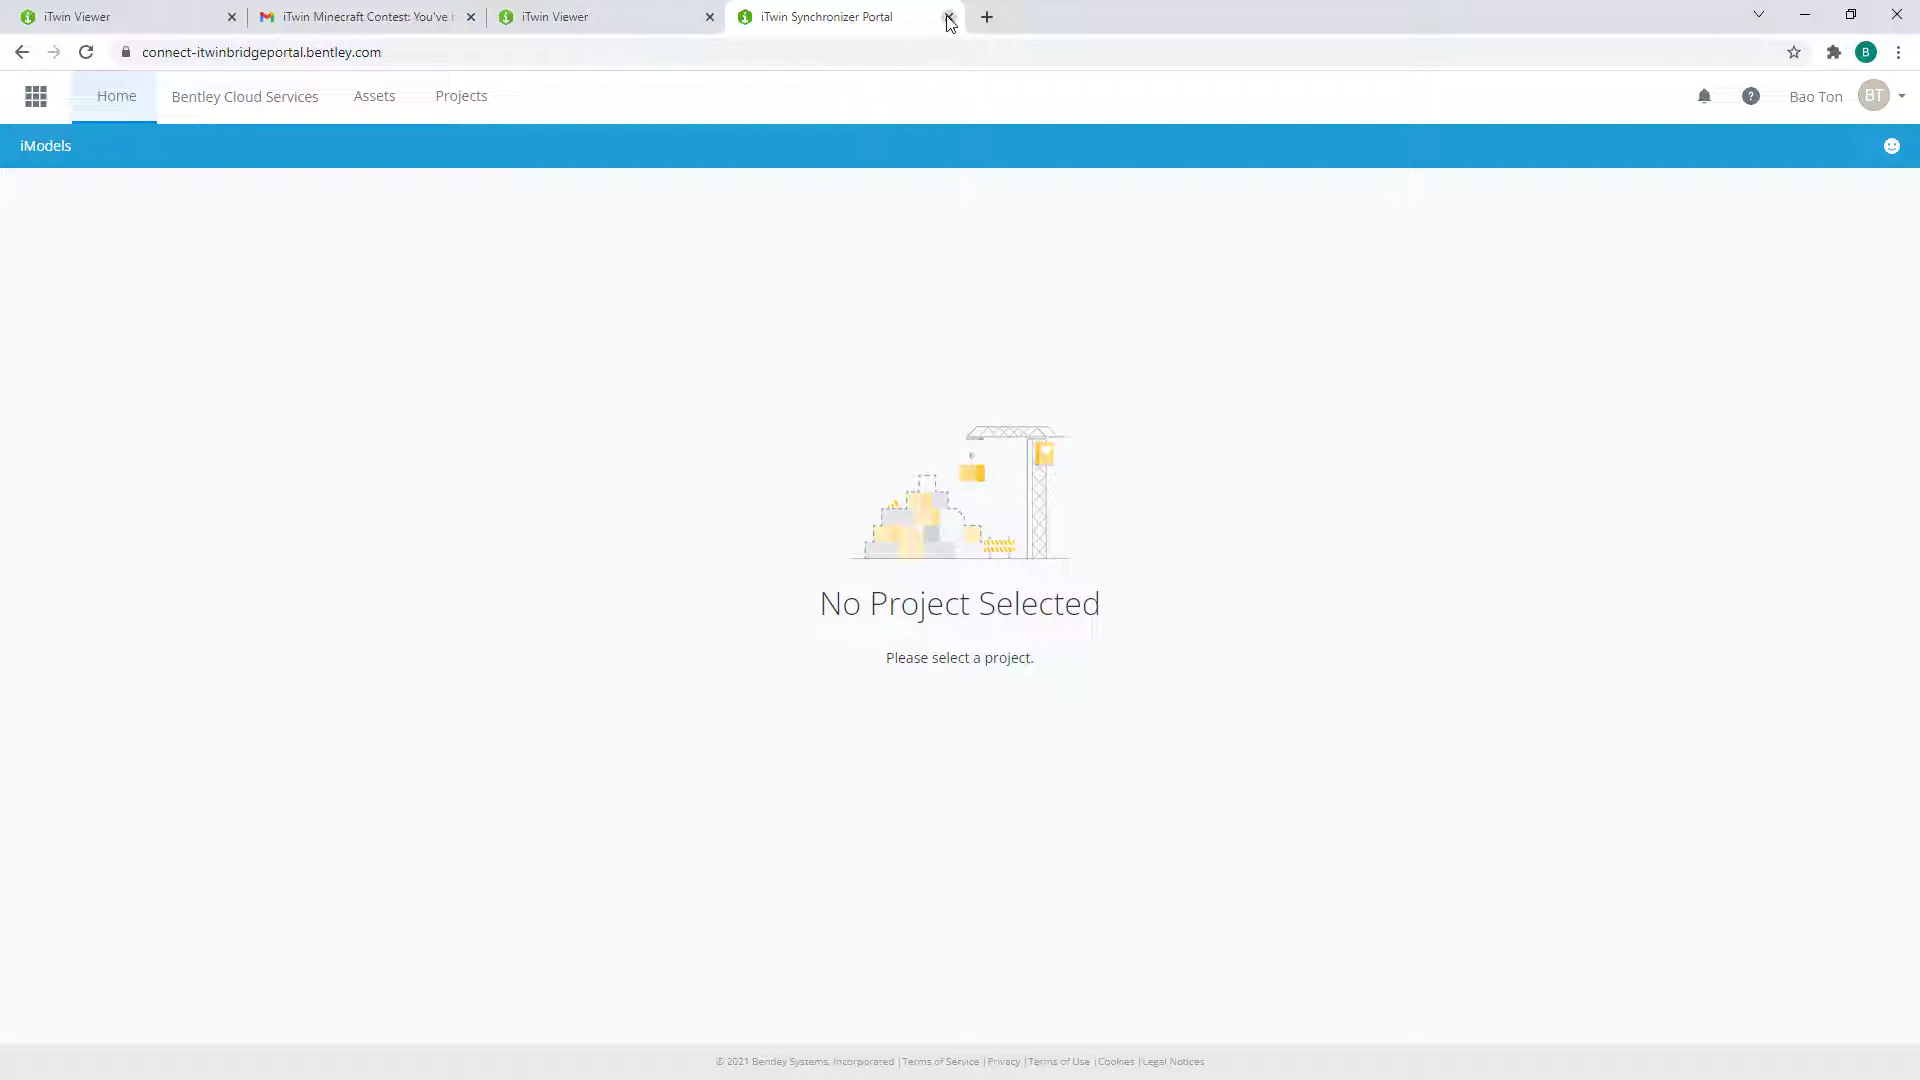 iTwin Viewer
iTwin Minecraft Contest: You've
iTwin Viewer
iTwin Synchronizer Portal
connect-itwinbridgeportal.bentley.com
B
Home
Bentley Cloud Services
Assets
Projects
?
Bao Ton
BT
iModels
No Project Selected
Please select a project.
© 2021 Bentley Systems, Incorporated | Terms of Service | Privacy | Terms of Use | Cookies | Legal Notices